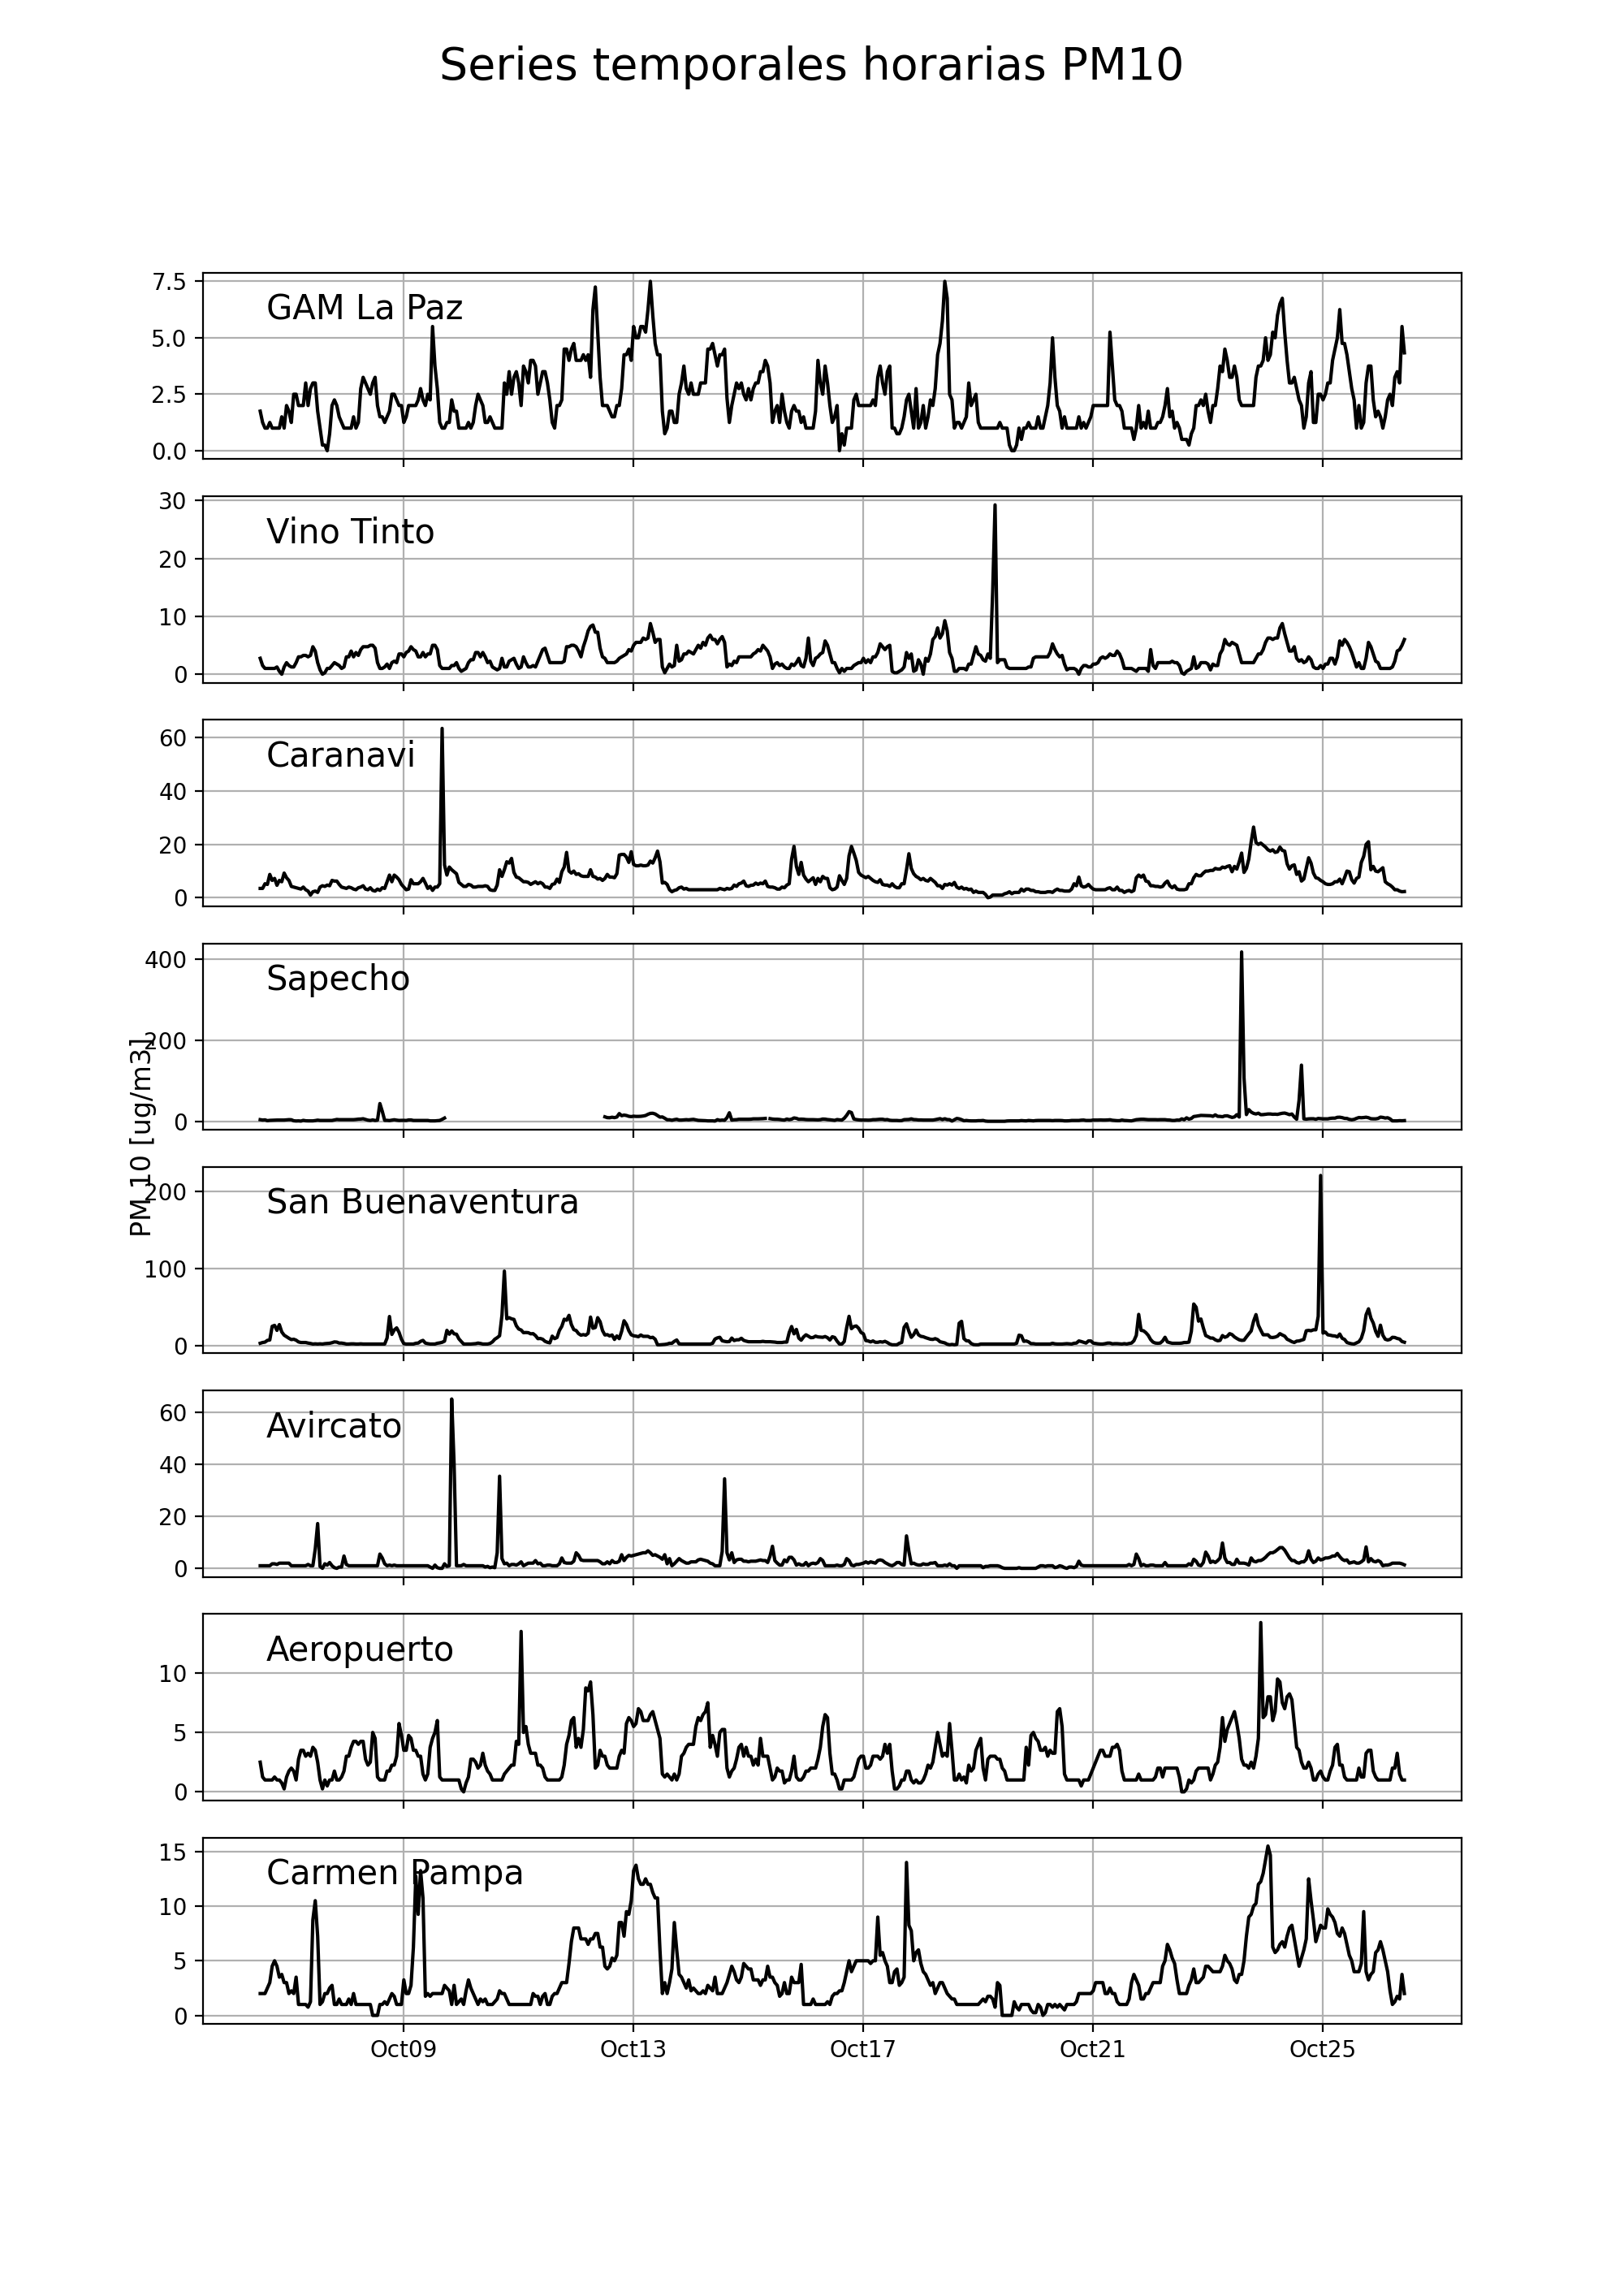 Series temporales horarias PM10
7.5
5.0
2.5
0.0
GAM La Paz
30
20
10
0
Vino Tinto
60
40
20
0
Caranavi
400
200
0
Sapecho
PM 10 [ug/m3]
200
100
0
San Buenaventura
60
40
20
0
Avircato
10
5
0
Aeropuerto
15
10
5
0
Carmen Pampa
Oct09 Oct13 Oct17 Oct21 Oct25